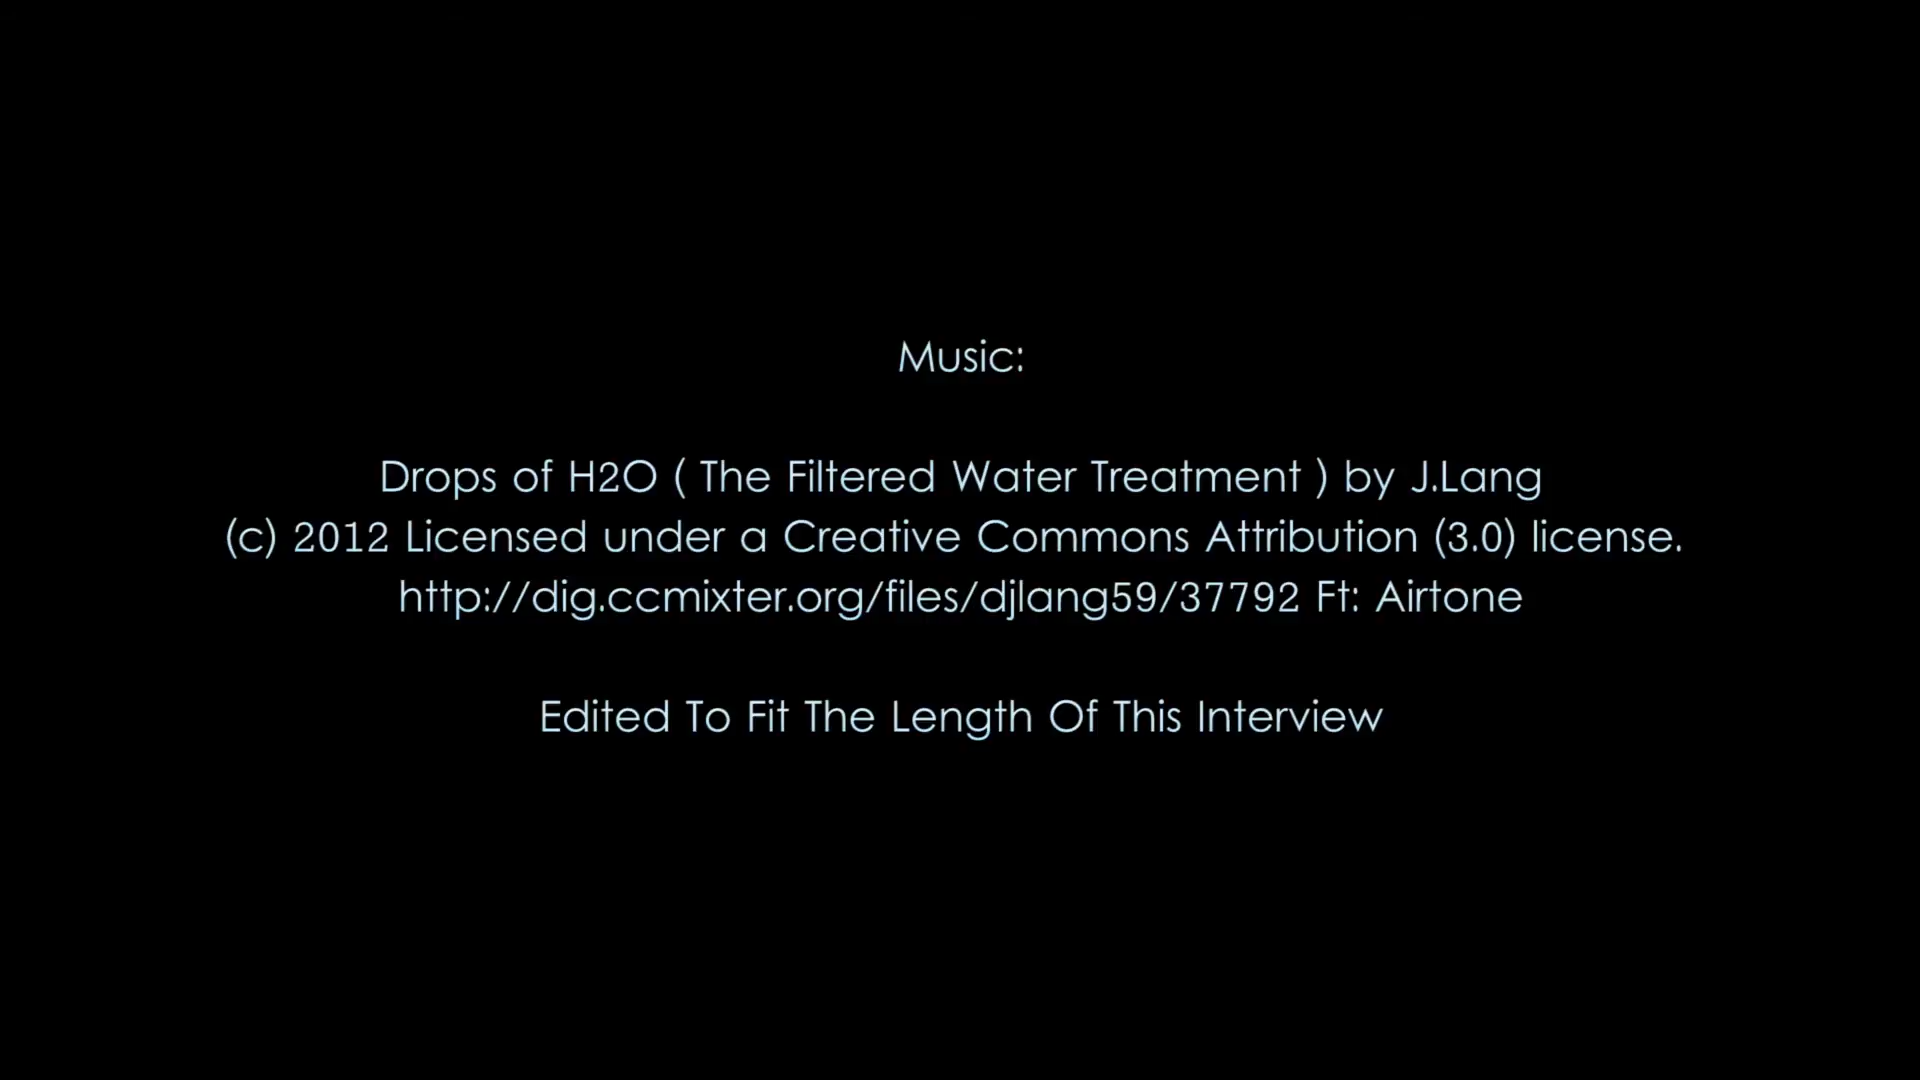 Music:
Drops of H2O ( The Filtered Water Treatment ) by J.Lang
(c) 2012 Licensed under a Creative Commons Attribution (3.0) license.
http://dig.ccmixter.org/files/djlang59/37792 Ft: Airtone
Edited To Fit The Length Of This Interview